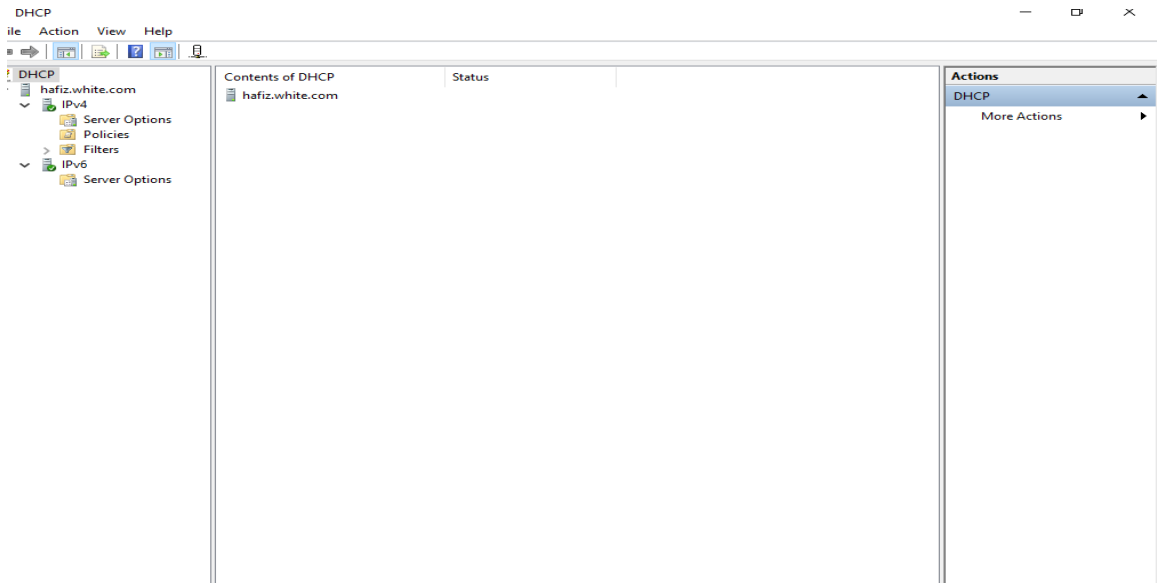 DHCP
ile Action View Help
DHCP
hafiz.white.com
IPv4
Server Options
Policies
Filters
IPv6
Server Options
Contents of DHCP Status
hafiz.white.com
Actions
DHCP
More Actions